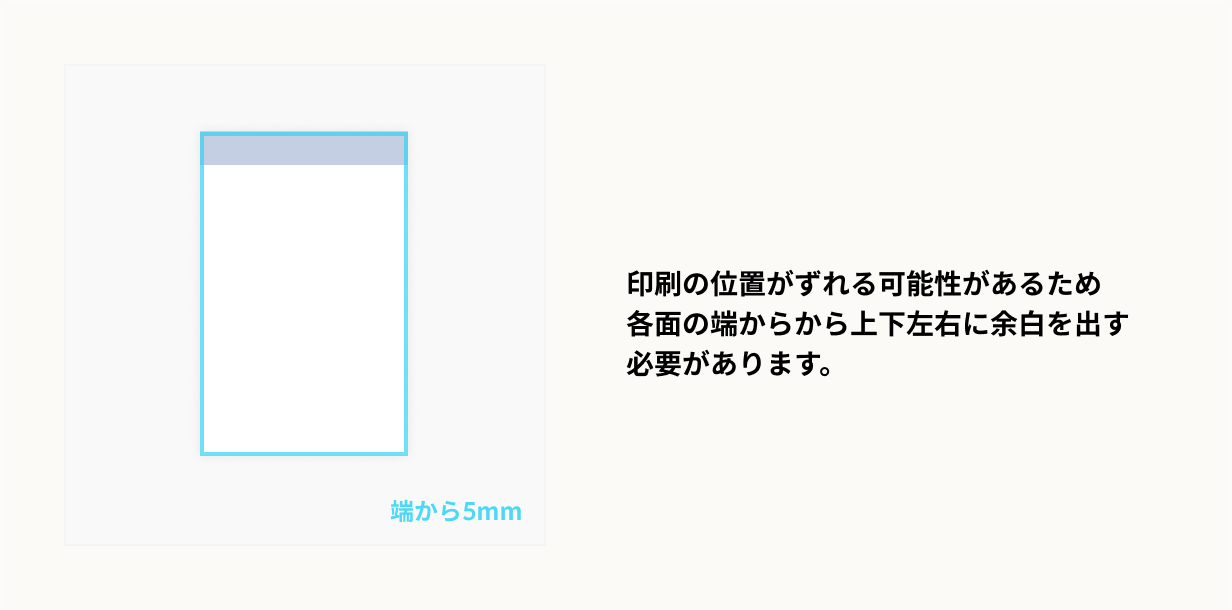 端から5mm
印刷の位置がずれる可能性があるため
各面の端からから上下左右に余白を出す
必要があります。